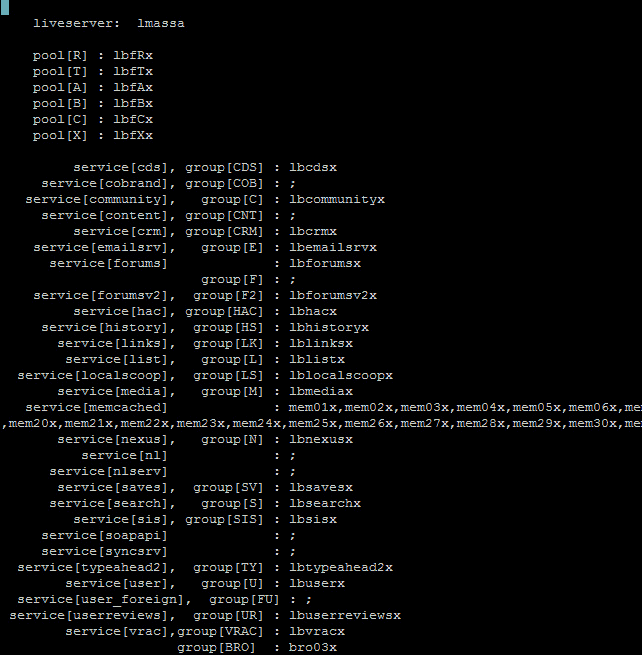 liveserver:  lmassa
pool[R] : lbfRx
pool[T] : lbfTx
pool[A] : lbfAx
pool[B] : lbfBx
pool[C] : lbfCx
pool[X] : lbfXx
service[cds], group[CDS] : lbcdsx
service[cobrand], group[COB] : ;
service[community],   group[C] : lbcommunityx
service[content], group[CNT] : ;
service[crm], group[CRM] : lbcrmx
service[emailsrv],   group[E] : lbemailsrvx
service[forums]             : lbforumsx
group[F] : ;
service[forumsv2],  group[F2] : lbforumsv2x
service[hac], group[HAC] : lbhacx
service[history],  group[HS] : lbhistoryx
service[links],  group[LK] : lblinksx
service[list],   group[L] : lblistx
service[localscoop],  group[LS] : lblocalscoopx
service[media],  group[M] : lbmediax
service[memcached]             : mem01x,mem02x,mem03x,mem04x,mem05x,mem06x,me
,mem20x,mem21x,mem22x,mem23x,mem24x,mem25x,mem26x,mem27x,mem28x,mem29x,mem30x,me
service[nexus],   group[N] : lbnexusx
service[nl]             : ;
service[nlserv]             : ;
service[saves],  group[SV] : lbsavesx
service[search],   group[S] : lbsearchx
service[sis], group[SIS] : lbsisx
service[soapapi]             : ;
service[syncsrv]             : ;
service[typeahead2],  group[TY] : lbtypeahead2x
service[user],   group[U] : lbuserx
service[user_foreign],  group[FU] : ;
service[userreviews],  group[UR] : lbuserreviewsx
service[vrac],group[VRAC] : lbvracx
group[BRO] : bro03x